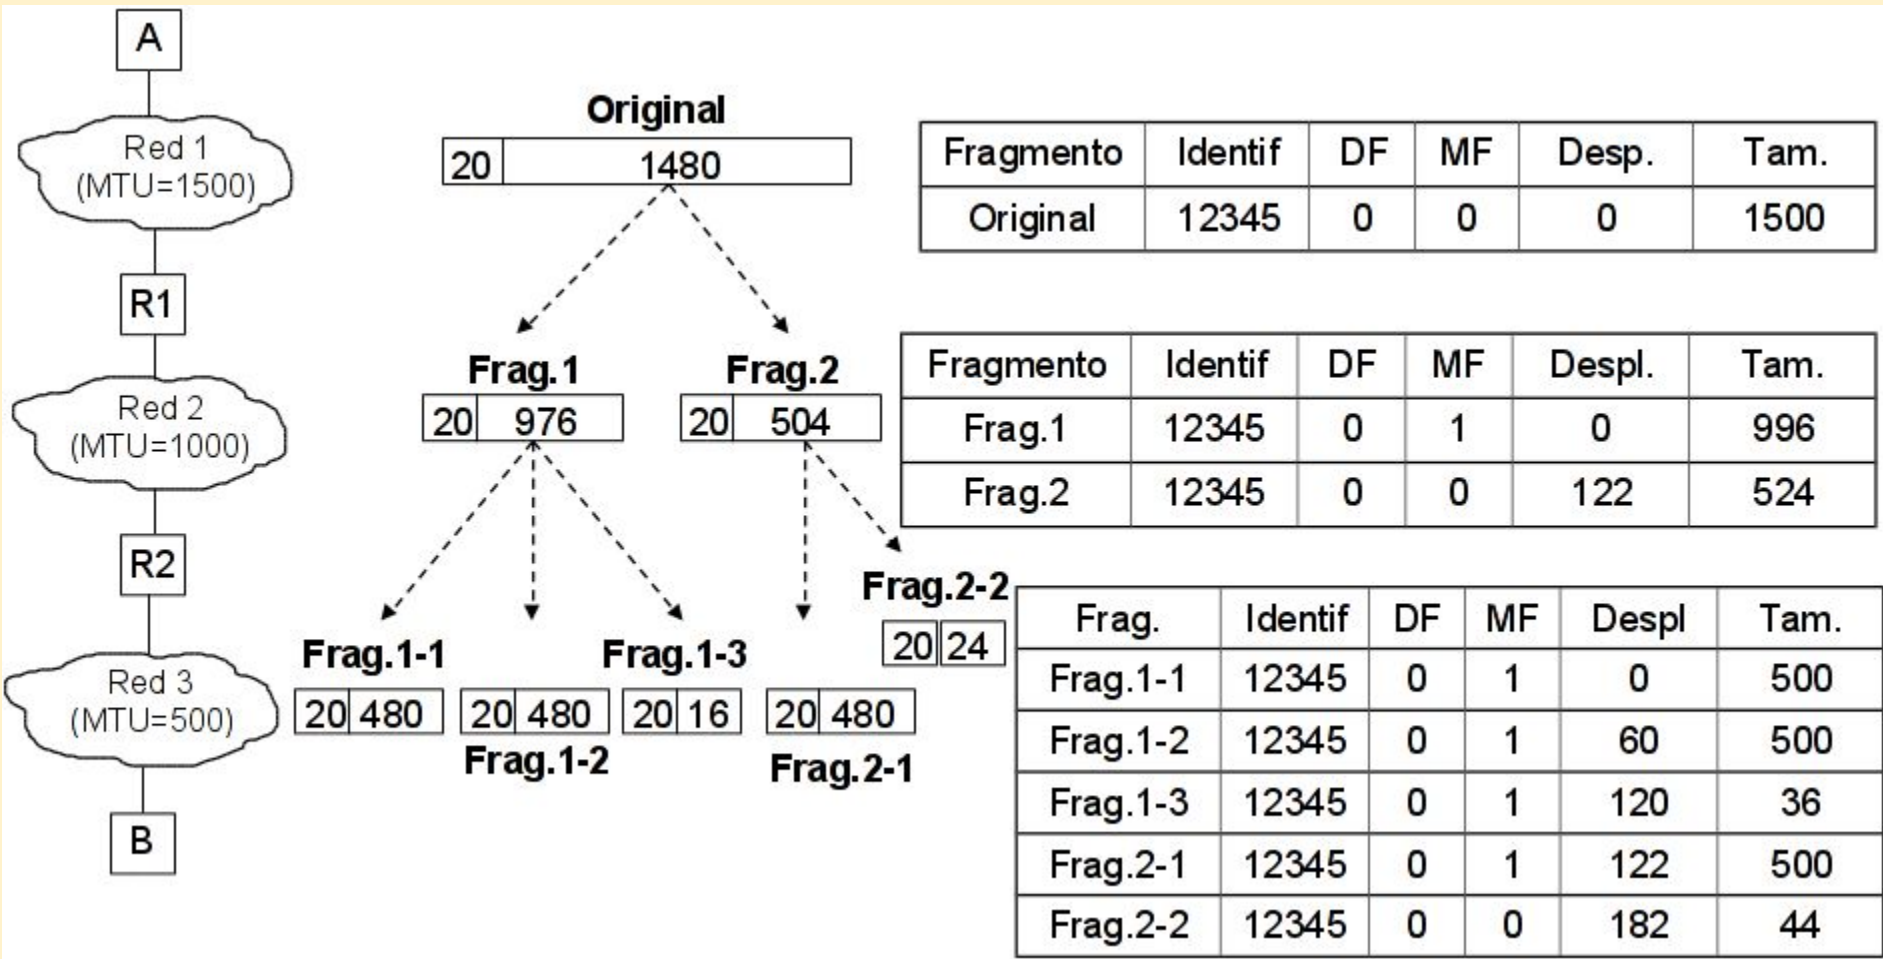 A
Red 1
(MTU=1500)
R1
Red 2
(MTU=1000)
R2
Red 3
(MTU=500)
B
Original
20 1480
Frag.1
20 976
Frag.2
20 504
Frag.1-1
20 480
20 480
Frag.1-2
Frag.1-3
20 16
20 480
Frag.2-1
Frag.2-2
20 24
Fragmento Identif DF MF Desp. Tam.
Original 12345 0 0 0 1500
Fragmento Identif DF MF Despl. Tam.
Frag.1 12345 0 1 0 996
Frag.2 12345 0 0 122 524
Frag. Identif DF MF Despl Tam.
Frag.1-1 12345 0 1 0 500
Frag.1-2 12345 0 1 60 500
Frag.1-3 12345 0 1 120 36
Frag.2-1 12345 0 1 122 500
Frag.2-2 12345 0 0 182 44